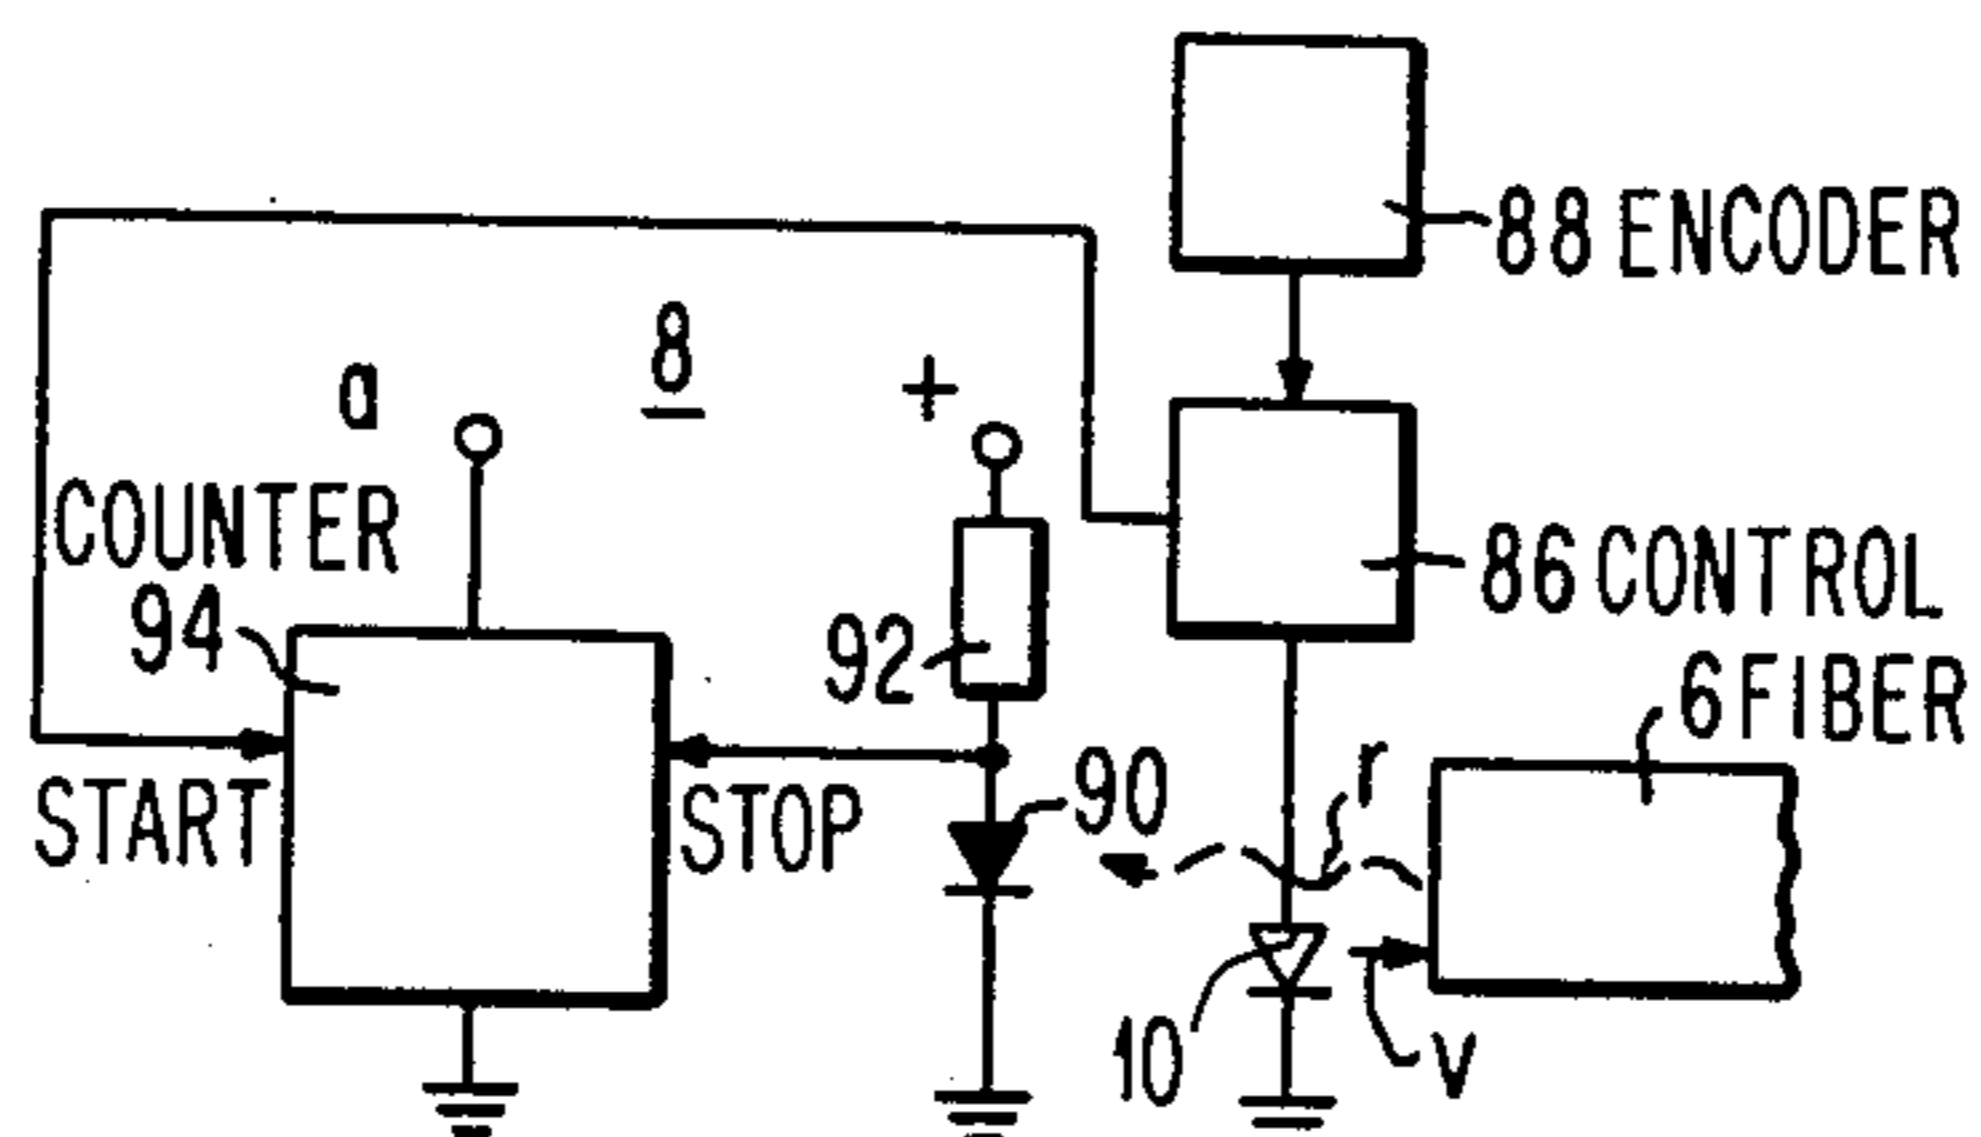 88 ENCODER
8
a
+
COUNTER
94
86 CONTROL
92
6 FIBER
START
STOP
90
r
10
v